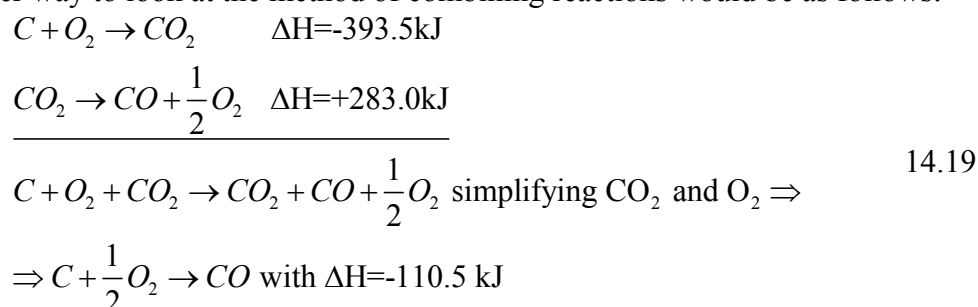 er way to look at the method of combining reactions would be as follows:
C + O₂ → CO₂ ΔH=-393.5kJ
CO₂ → CO + 1/2 O₂ ΔH=+283.0kJ
C + O₂ + CO₂ → CO₂ + CO + 1/2 O₂ simplifying CO₂ and O₂ ⇒
14.19
⇒ C + 1/2 O₂ → CO with ΔH=-110.5 kJ